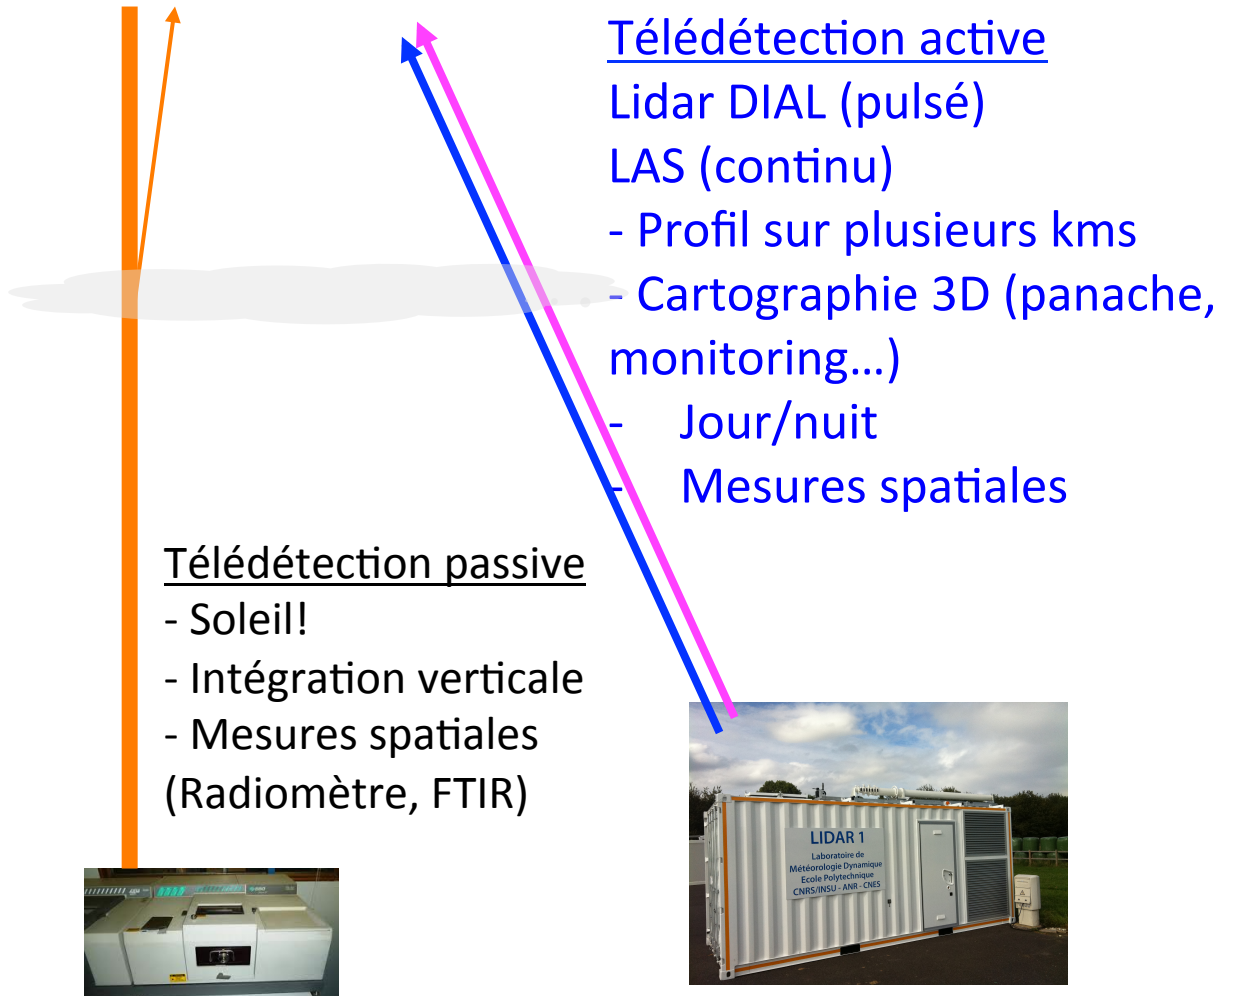 Télédétection active
Lidar DIAL (pulsé)
LAS (continu)
- Profil sur plusieurs kms
- Cartographie 3D (panache,
monitoring…)
- Jour/nuit
- Mesures spatiales
Télédétection passive
- Soleil!
- Intégration verticale
- Mesures spatiales
(Radiomètre, FTIR)
LIDAR 1
Laboratoire de
Météorologie Dynamique
Ecole Polytechnique
CNRS/INSU - ANR - CNES